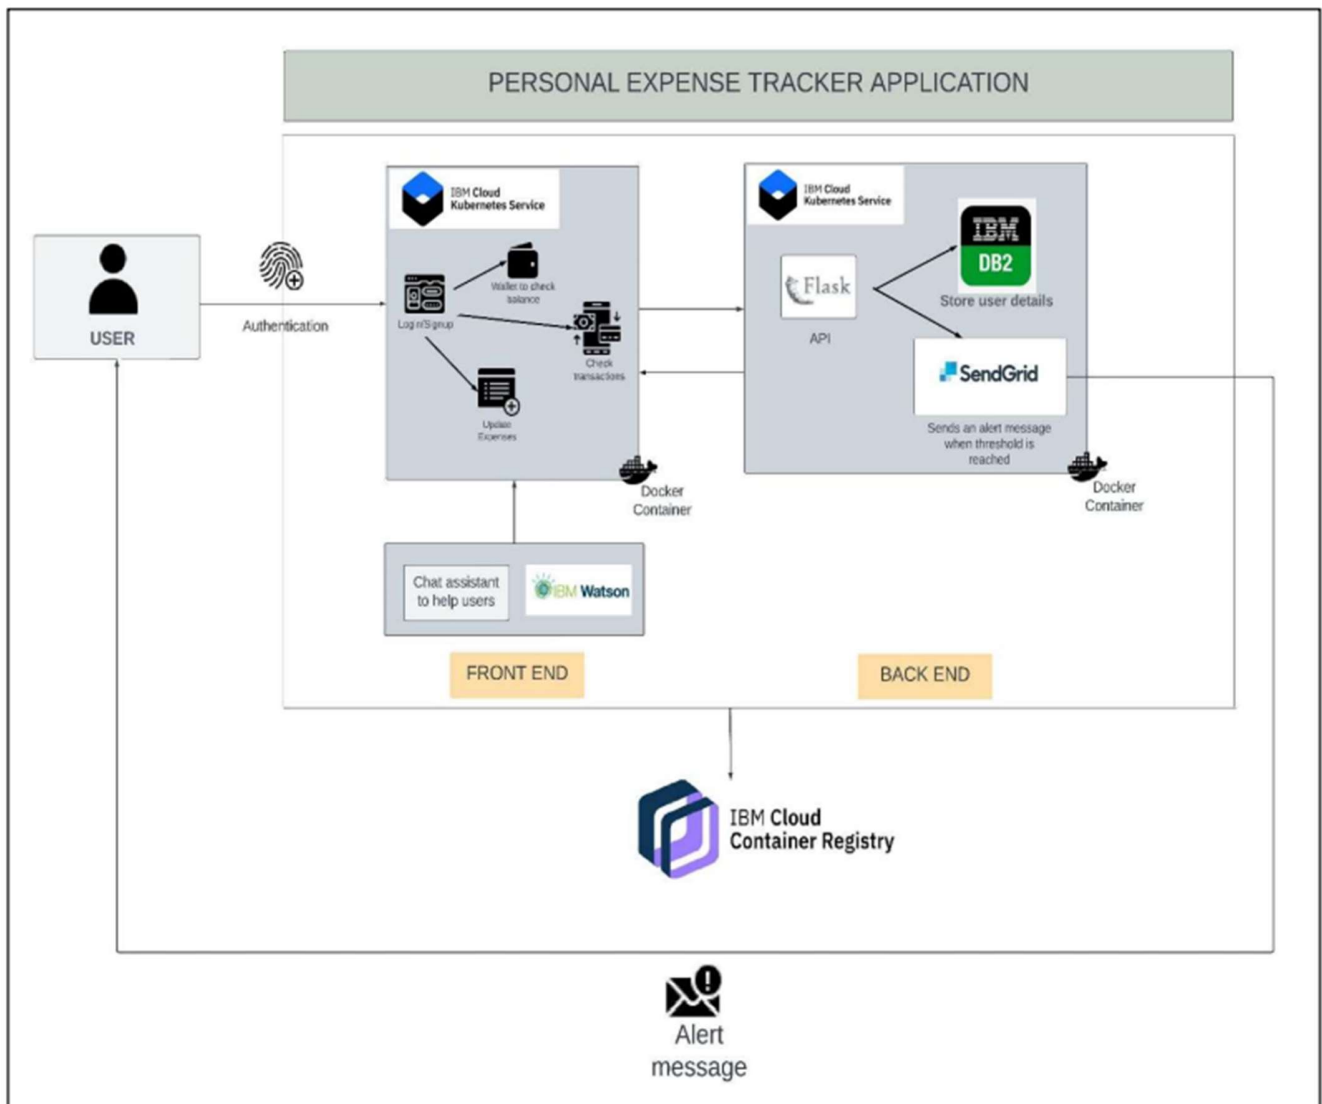 PERSONAL EXPENSE TRACKER APPLICATION
IBM Cloud
Kubernetes Service
IBM Cloud
Kubernetes Service
USER
Authentication
Login/Signup
Wallet to check
balance
Check
transactions
Update
Expenses
Docker
Container
Flask
API
IBM
DB2
Store user details
SendGrid
Sends an alert message
when threshold is
reached
Docker
Container
Chat assistant
to help users
IBM Watson
FRONT END
BACK END
IBM Cloud
Container Registry
Alert
message